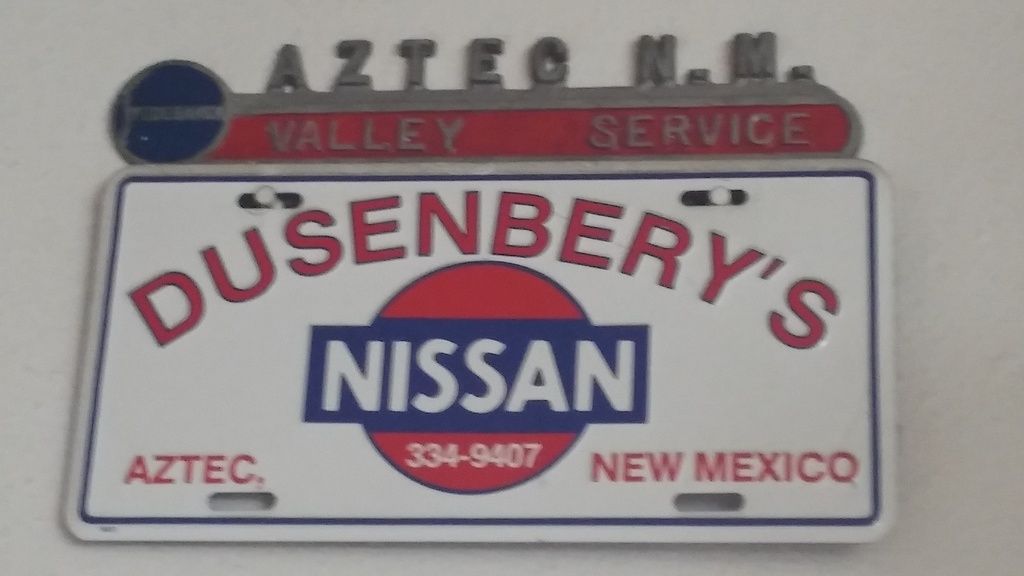 AZTEC N.M.
VALLEY SERVICE
DUSENBERY'S
NISSAN
334-9407
AZTEC, NEW MEXICO